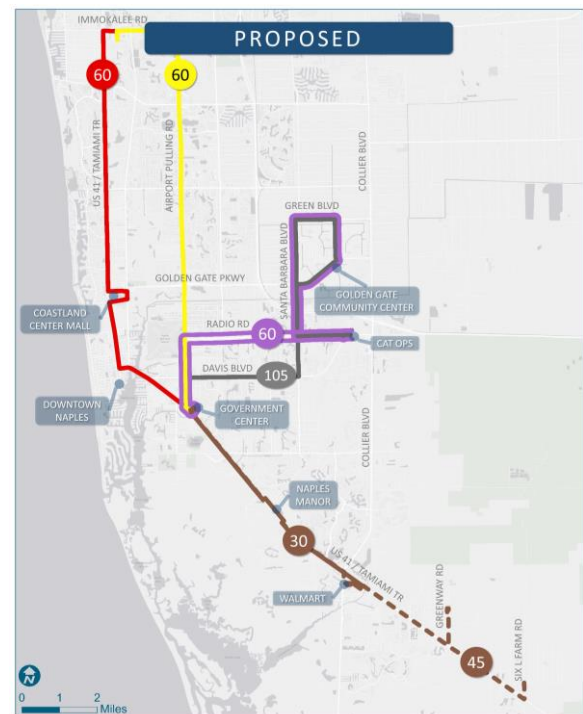 IMMOKALEE RD
PROPOSED
60
60
US 41 / TAMIAMI TR
AIRPORT PULLING RD
COLLIER BLVD
GREEN BLVD
SANTA BARBARA BLVD
GOLDEN GATE PKWY
GOLDEN GATE
COMMUNITY CENTER
COASTLAND
CENTER MALL
RADIO RD
60
CAT OPS
DAVIS BLVD
105
DOWNTOWN
NAPLES
GOVERNMENT
CENTER
COLLIER BLVD
NAPLES
MANOR
30
US 41 / TAMIAMI TR
WALMART
GREENWAY RD
45
SIX L FARM RD
N
0 1 2
Miles